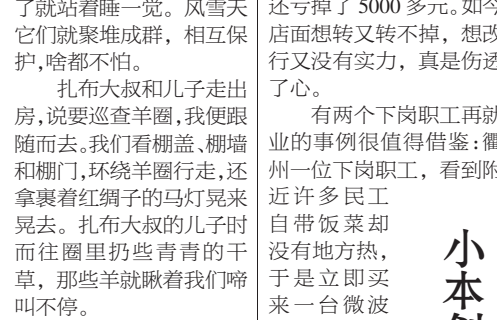 了就站着睡一觉。风雪天
它们就聚堆成群，相互保
护,啥都不怕。
扎布大叔和儿子走出
房,说要巡查羊圈,我便跟
随而去。我们看棚盖、棚墙
和棚门,环绕羊圈行走,还
拿裹着红绸子的马灯晃来
晃去。扎布大叔的儿子时
而往圈里扔些青青的干
草，那些羊就瞅着我们啼
叫不停。
还亏掉了5000多元。如今
店面想转又转不掉，想改
行又没有实力，真是伤透
了心。
有两个下岗职工再就
业的事例很值得借鉴:衢
州一位下岗职工，看到附
近许多民工
自带饭菜却
没有地方热，
于是立即买
来一台微波
小本